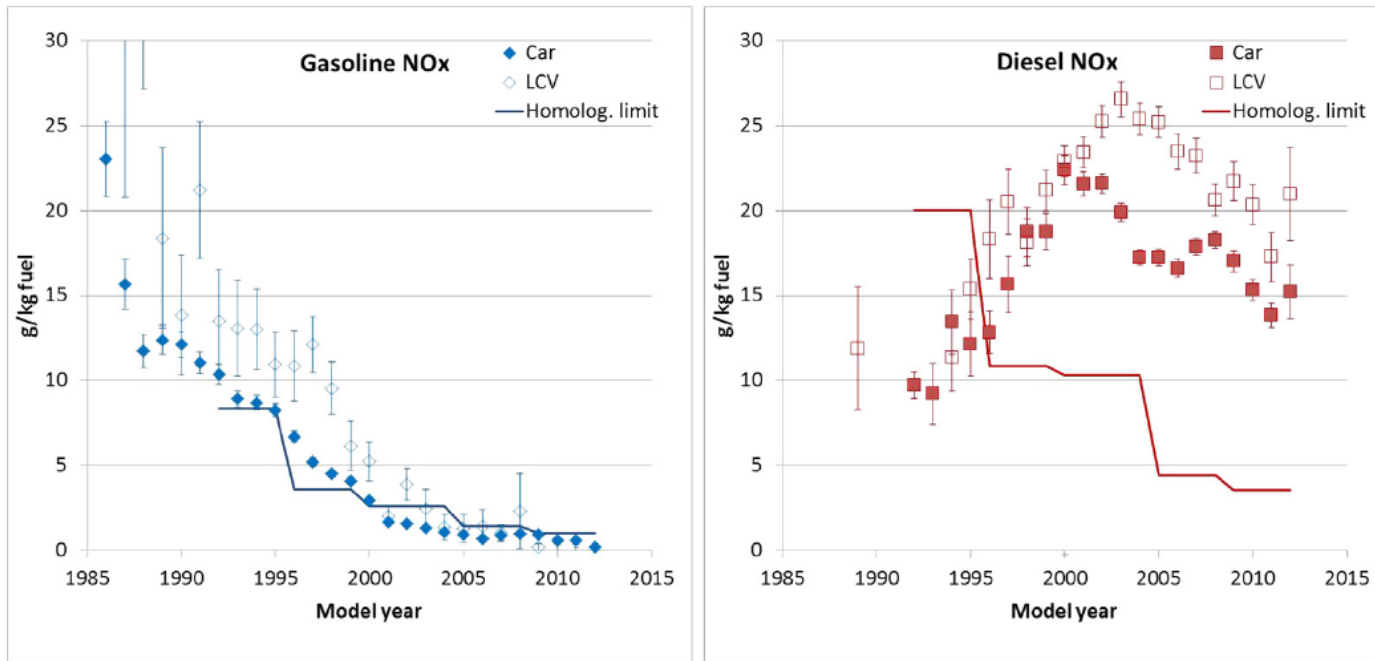 Gasoline NOx
Car
LCV
Homolog. limit
g/kg fuel
30
25
20
15
10
5
0
1985 1990 1995 2000 2005 2010 2015
Model year
Diesel NOx
Car
LCV
Homolog. limit
g/kg fuel
30
25
20
15
10
5
0
1985 1990 1995 2000 2005 2010 2015
Model year